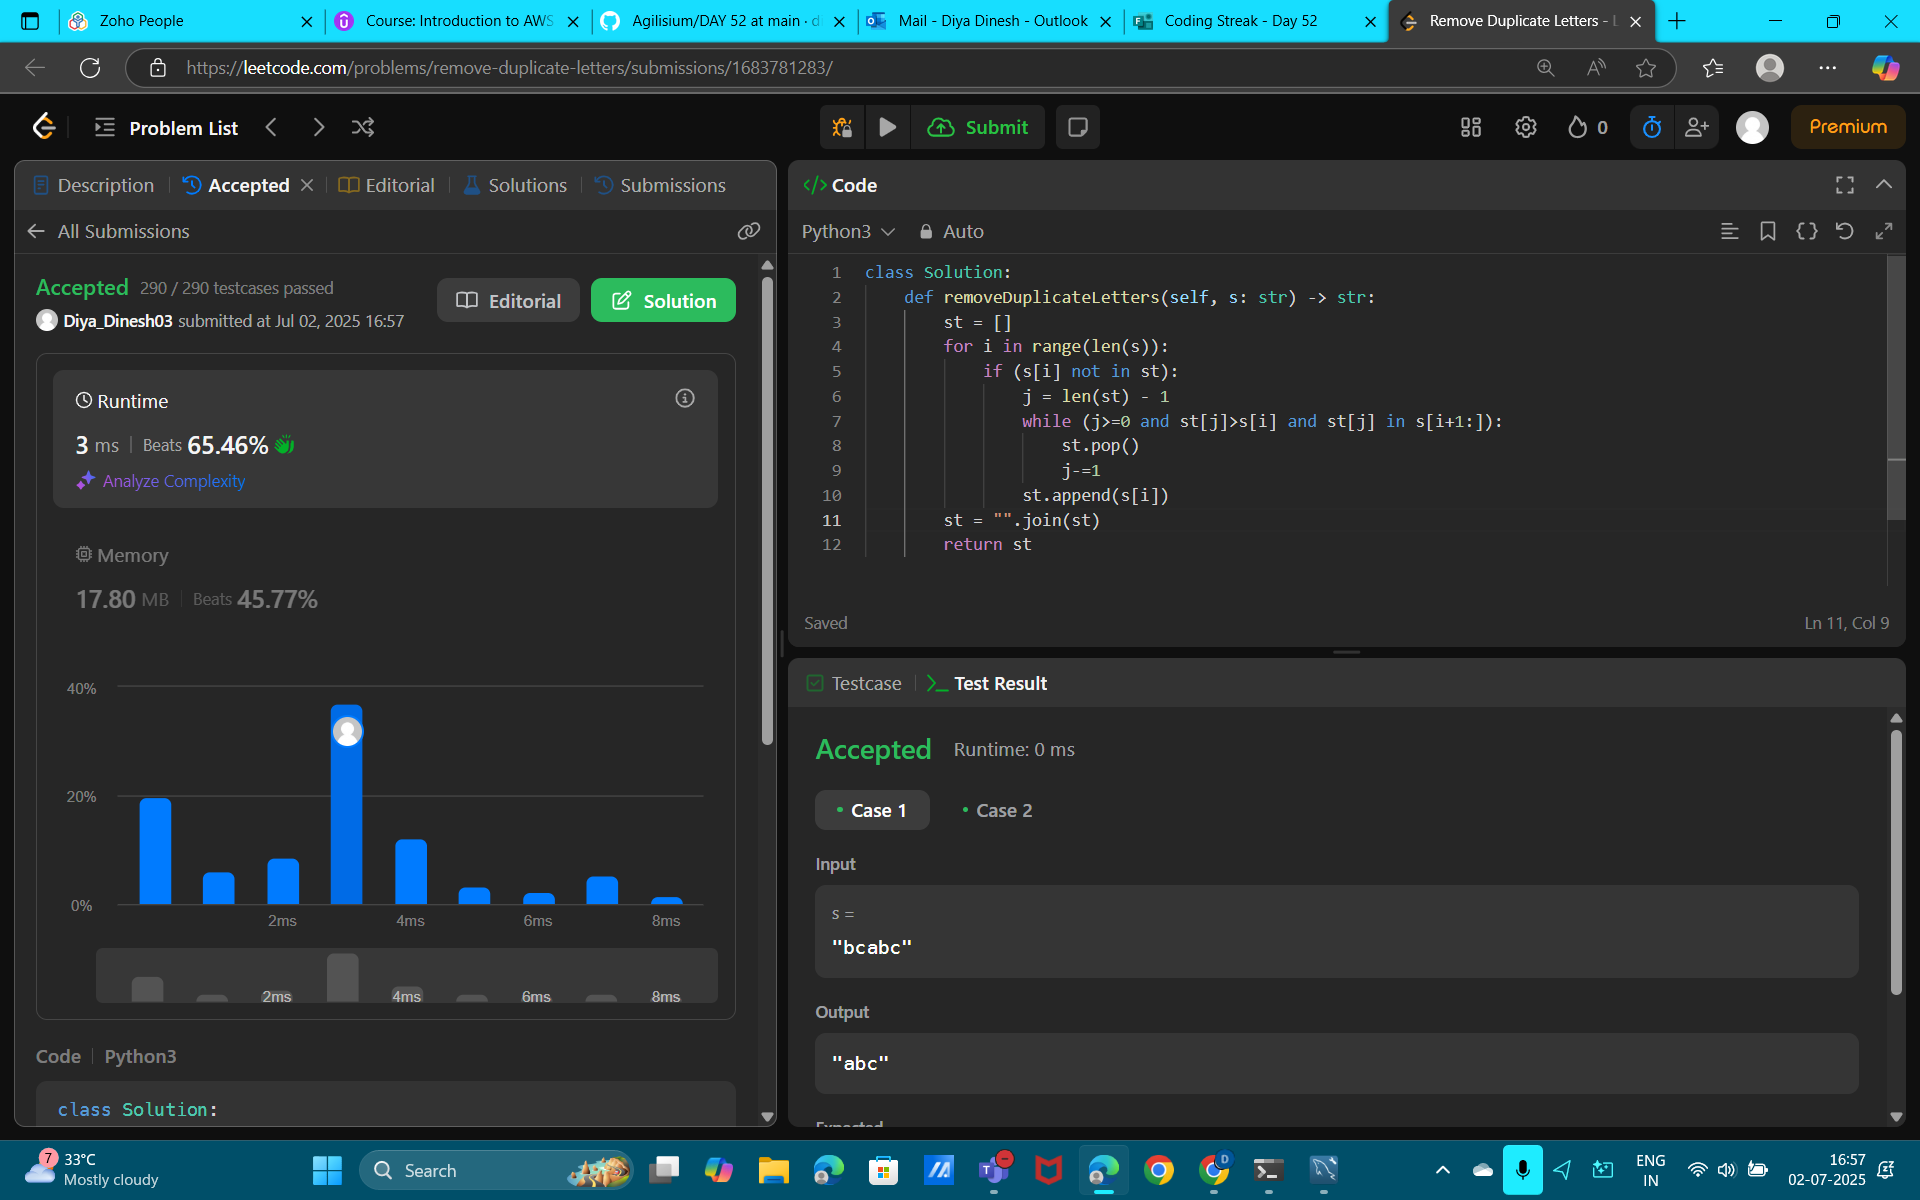 Zoho People
Course: Introduction to AWS
Agilisium/DAY 52 at main · di
Mail - Diya Dinesh - Outlook
Coding Streak - Day 52
Remove Duplicate Letters - L
https://leetcode.com/problems/remove-duplicate-letters/submissions/1683781283/
Problem List
Submit
0
Premium
Description
Accepted
Editorial
Solutions
Submissions
All Submissions
Accepted 290 / 290 testcases passed
Diya_Dinesh03 submitted at Jul 02, 2025 16:57
Editorial
Solution
Runtime
3 ms | Beats 65.46%
Analyze Complexity
Memory
17.80 MB | Beats 45.77%
40%
20%
0%
2ms 4ms 6ms 8ms
2ms 4ms 6ms 8ms
Code | Python3
class Solution:
</> Code
Python3 Auto
1 class Solution:
2 def removeDuplicateLetters(self, s: str) -> str:
3 st = []
4 for i in range(len(s)):
5 if (s[i] not in st):
6 j = len(st) - 1
7 while (j>=0 and st[j]>s[i] and st[j] in s[i+1:]):
8 st.pop()
9 j-=1
10 st.append(s[i])
11 st = "".join(st)
12 return st
Saved
Ln 11, Col 9
Testcase
Test Result
Accepted Runtime: 0 ms
Case 1
Case 2
Input
s =
"bcabc"
Output
"abc"
Expected
7
33°C
Mostly cloudy
Search
T
D
ENG
IN
16:57
02-07-2025